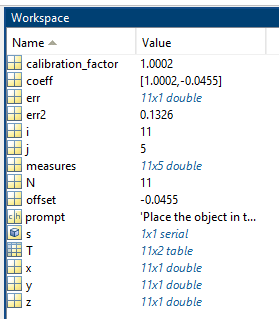 Workspace
Name Value
calibration_factor 1.0002
coeff [1.0002,-0.0455]
err 11x1 double
err2 0.1326
i 11
j 5
measures 11x5 double
N 11
offset -0.0455
prompt 'Place the object in t...
s 1x1 serial
T 11x2 table
x 11x1 double
y 11x1 double
z 11x1 double